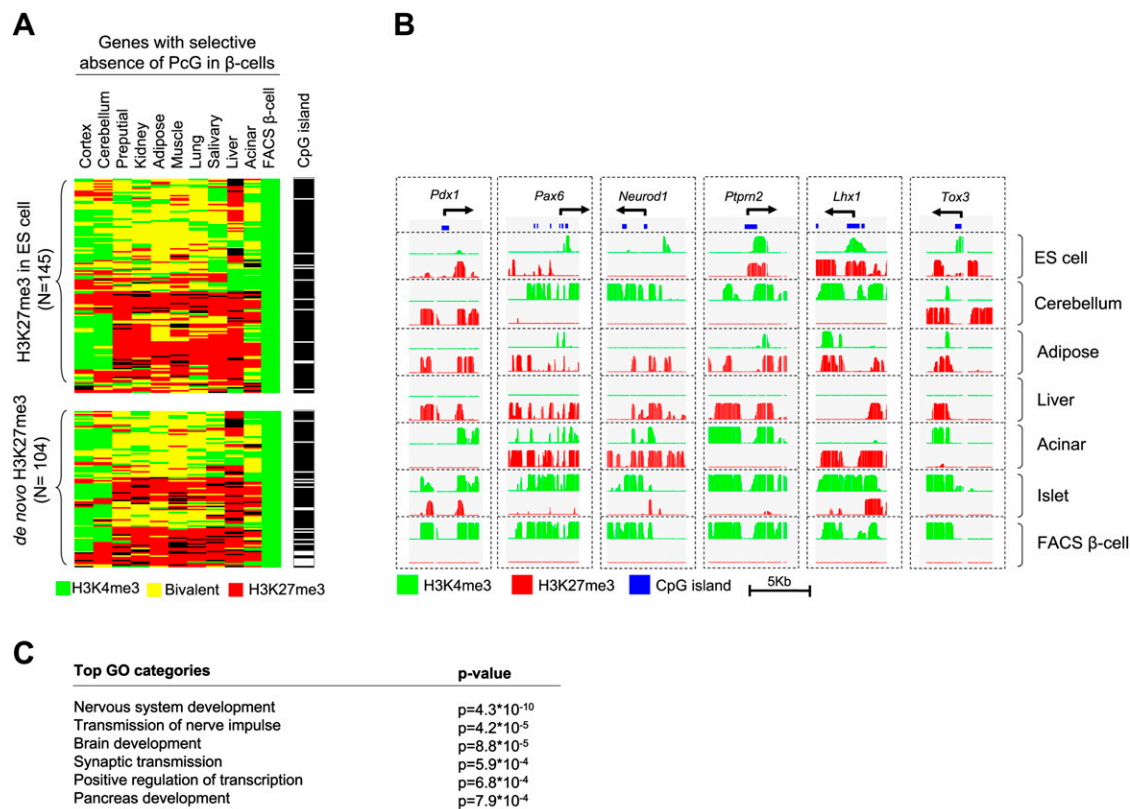 A
Genes with selective
absence of PcG in β-cells
Cortex
Cerebellum
Preputial
Kidney
Adipose
Muscle
Lung
Salivary
Liver
Acinar
FACS β-cell
CpG island
H3K27me3 in ES cell
(N=145)
de novo H3K27me3
(N= 104)
H3K4me3 Bivalent H3K27me3
B
Pdx1 Pax6 Neurod1 Ptprn2 Lhx1 Tox3
ES cell
Cerebellum
Adipose
Liver
Acinar
Islet
FACS β-cell
H3K4me3 H3K27me3 CpG island 5Kb
C
Top GO categories p-value
Nervous system development p=4.3*10-10
Transmission of nerve impulse p=4.2*10-5
Brain development p=8.8*10-5
Synaptic transmission p=5.9*10-4
Positive regulation of transcription p=6.8*10-4
Pancreas development p=7.9*10-4